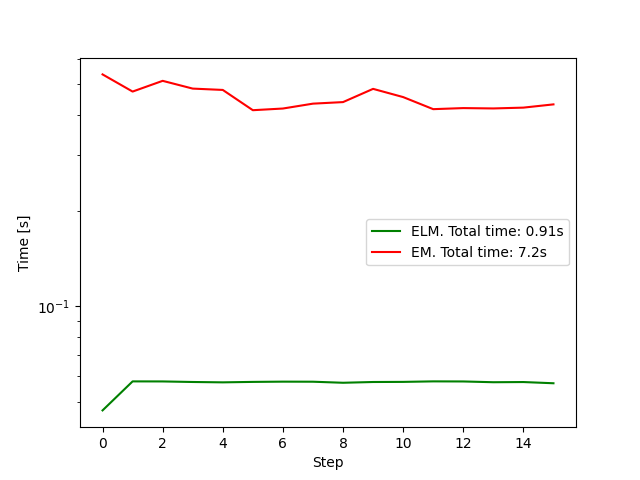 Time [s]
10⁻¹
ELM. Total time: 0.91s
EM. Total time: 7.2s
0 2 4 6 8 10 12 14
Step